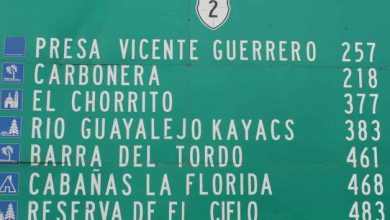 2
PRESA VICENTE GUERRERO 257
CARBONERA 218
EL CHORRITO 377
RIO GUAYALEJO KAYACS 383
BARRA DEL TORDO 461
CABAÑAS LA FLORIDA 468
RESERVA DE EL CIELO 483